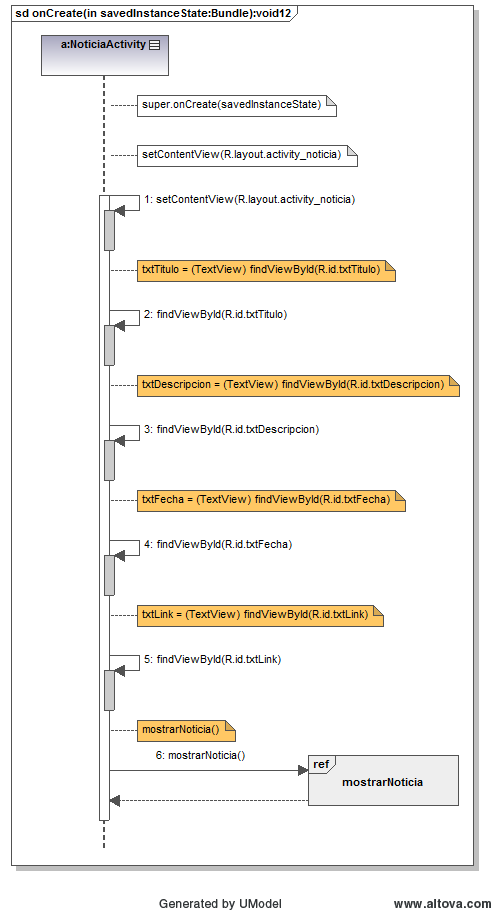 sd onCreate(in savedInstanceState:Bundle):void12
a:NoticiaActivity
super.onCreate(savedInstanceState)
setContentView(R.layout.activity_noticia)
1: setContentView(R.layout.activity_noticia)
txtTitulo = (TextView) findViewById(R.id.txtTitulo)
2: findViewById(R.id.txtTitulo)
txtDescripcion = (TextView) findViewById(R.id.txtDescripcion)
3: findViewById(R.id.txtDescripcion)
txtFecha = (TextView) findViewById(R.id.txtFecha)
4: findViewById(R.id.txtFecha)
txtLink = (TextView) findViewById(R.id.txtLink)
5: findViewById(R.id.txtLink)
mostrarNoticia()
6: mostrarNoticia()
ref
mostrarNoticia
Generated by UModel
www.altova.com